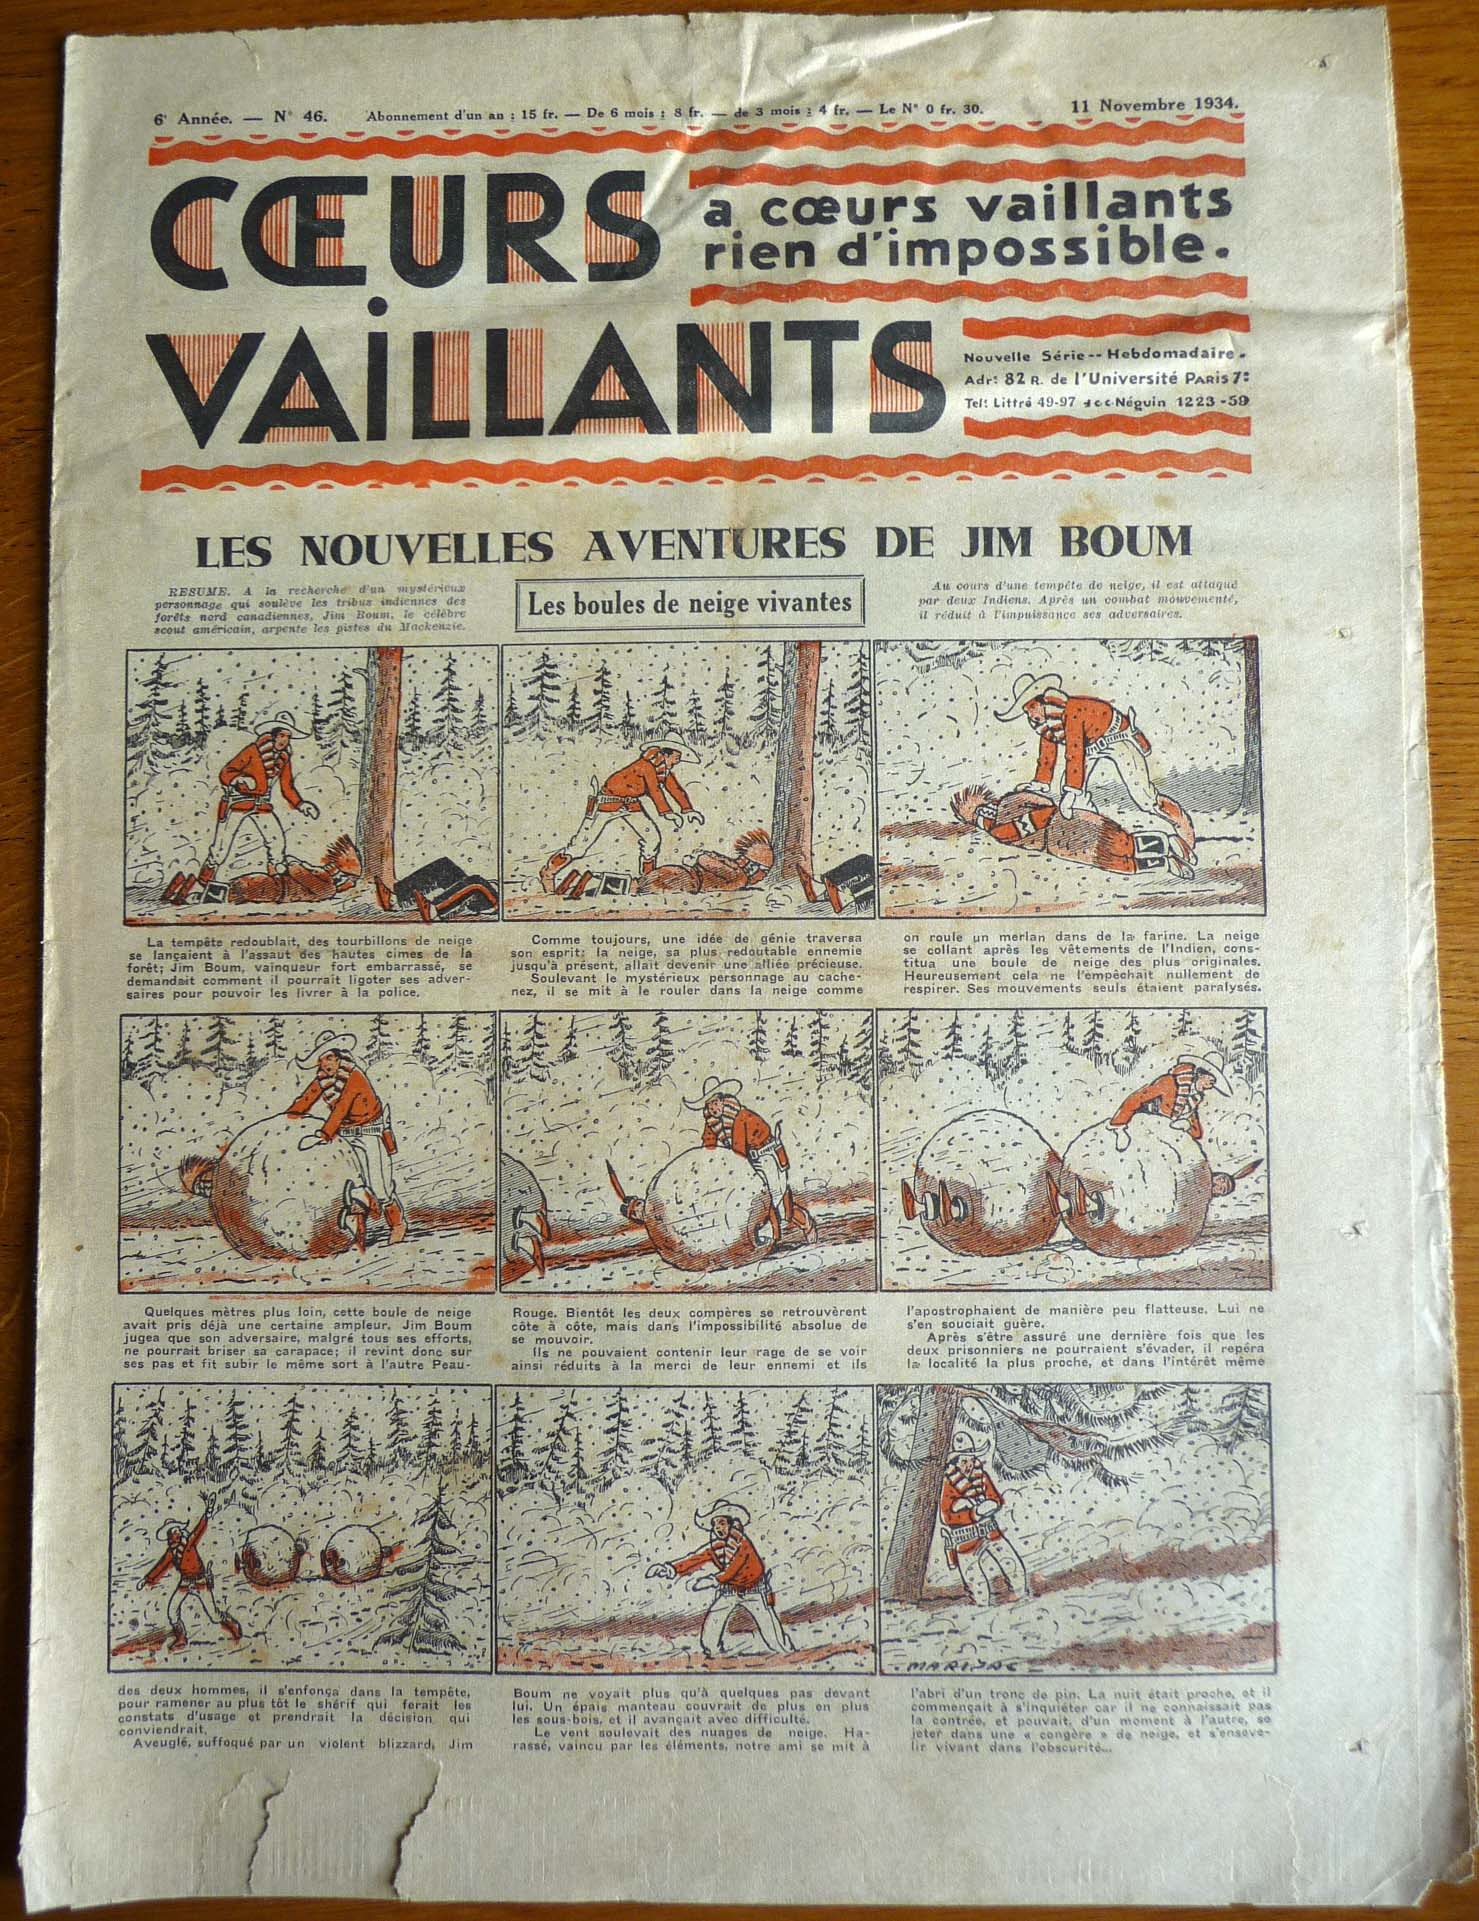 6e Année. — N° 46. Abonnement d'un an : 15 fr. — De 6 mois : 8 fr. — de 3 mois : 4 fr. — Le N° 0 fr. 30. 11 Novembre 1934.
CŒURS
VAiLLANTS
a cœurs vaillants
rien d'impossible.
Nouvelle Série -- Hebdomadaire.
Adr: 82 R. de l'Université PARIS 7e
Tel: Littré 49-97 c.c. Néguin 1223-59
LES NOUVELLES AVENTURES DE JIM BOUM
RESUME. A la recherche d'un mystérieux
personnage qui soulève les tribus indiennes des
forêts nord canadiennes, Jim Boum, le célèbre
scout américain, arpente les pistes du Mackenzie.
Les boules de neige vivantes
Au cours d'une tempête de neige, il est attaqué
par deux Indiens. Après un combat mouvementé,
il réduit à l'impuissance ses adversaires.
La tempête redoublait, des tourbillons de neige
se lançaient à l'assaut des hautes cimes de la
forêt; Jim Boum, vainqueur fort embarrassé, se
demandait comment il pourrait ligoter ses adver-
saires pour pouvoir les livrer à la police.
Comme toujours, une idée de génie traversa
son esprit: la neige, sa plus redoutable ennemie
jusqu'à présent, allait devenir une alliée précieuse.
Soulevant le mystérieux personnage au cache-
nez, il se mit à le rouler dans la neige comme
on roule un merlan dans de la farine. La neige
se collant après les vêtements de l'Indien, cons-
titua une boule de neige des plus originales.
Heureusement cela ne l'empêchait nullement de
respirer. Ses mouvements seuls étaient paralysés.
Quelques mètres plus loin, cette boule de neige
avait pris déjà une certaine ampleur. Jim Boum
jugea que son adversaire, malgré tous ses efforts,
ne pourrait briser sa carapace; il revint donc sur
ses pas et fit subir le même sort à l'autre Peau-
Rouge. Bientôt les deux compères se retrouvèrent
côte à côte, mais dans l'impossibilité absolue de
se mouvoir.
Ils ne pouvaient contenir leur rage de se voir
ainsi réduits à la merci de leur ennemi et ils
l'apostrophaient de manière peu flatteuse. Lui ne
s'en souciait guère.
Après s'être assuré une dernière fois que les
deux prisonniers ne pourraient s'évader, il repéra
la localité la plus proche, et dans l'intérêt même
MARIJAC
des deux hommes, il s'enfonça dans la tempête,
pour ramener au plus tôt le shérif qui ferait les
constats d'usage et prendrait la décision qui
conviendrait.
Aveuglé, suffoqué par un violent blizzard, Jim
Boum ne voyait plus qu'à quelques pas devant
lui. Un épais manteau couvrait de plus en plus
les sous-bois, et il avançait avec difficulté.
Le vent soulevait des nuages de neige. Ha-
rassé, vaincu par les éléments, notre ami se mit à
l'abri d'un tronc de pin. La nuit était proche, et il
commençait à s'inquiéter car il ne connaissait pas
la contrée, et pouvait, d'un moment à l'autre, se
jeter dans une « congère » de neige, et s'enseve-
lir vivant dans l'obscurité...